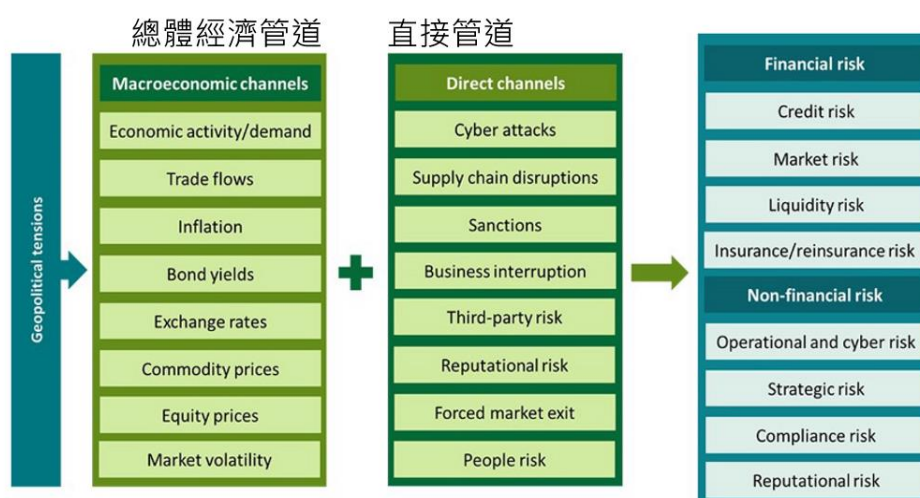 總體經濟管道
直接管道
Geopolitical tensions
Macroeconomic channels
Economic activity/demand
Trade flows
Inflation
Bond yields
Exchange rates
Commodity prices
Equity prices
Market volatility
Direct channels
Cyber attacks
Supply chain disruptions
Sanctions
Business interruption
Third-party risk
Reputational risk
Forced market exit
People risk
Financial risk
Credit risk
Market risk
Liquidity risk
Insurance/reinsurance risk
Non-financial risk
Operational and cyber risk
Strategic risk
Compliance risk
Reputational risk